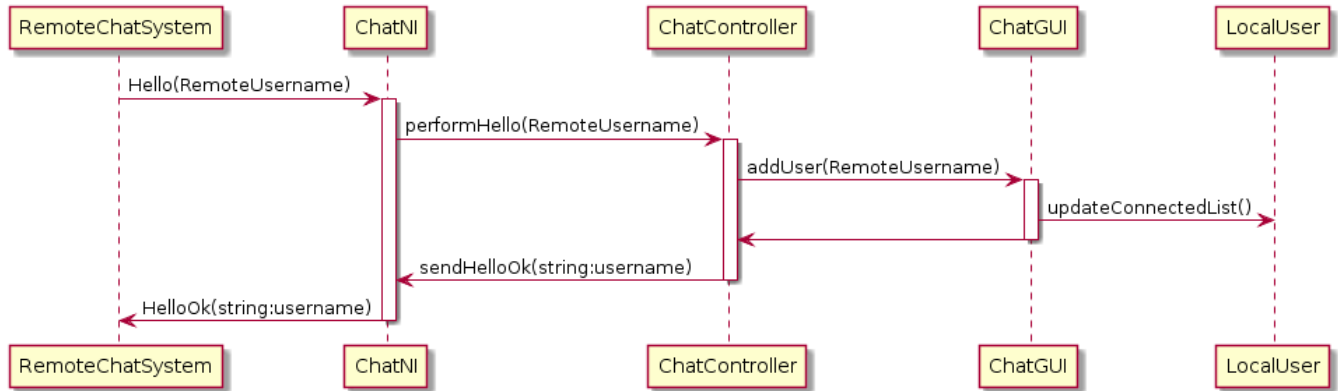 RemoteChatSystem
ChatNI
ChatController
ChatGUI
LocalUser
Hello(RemoteUsername)
performHello(RemoteUsername)
addUser(RemoteUsername)
updateConnectedList()
sendHelloOk(string:username)
HelloOk(string:username)
RemoteChatSystem
ChatNI
ChatController
ChatGUI
LocalUser